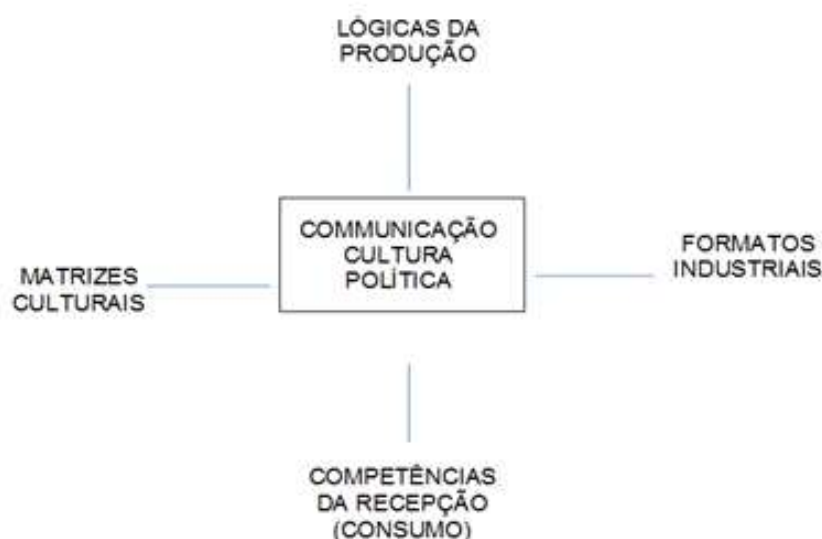 LÓGICAS DA
PRODUÇÃO
COMMUNICAÇÃO
CULTURA
POLÍTICA
MATRIZES
CULTURAIS
FORMATOS
INDUSTRIAIS
COMPETÊNCIAS
DA RECEPÇÃO
(CONSUMO)